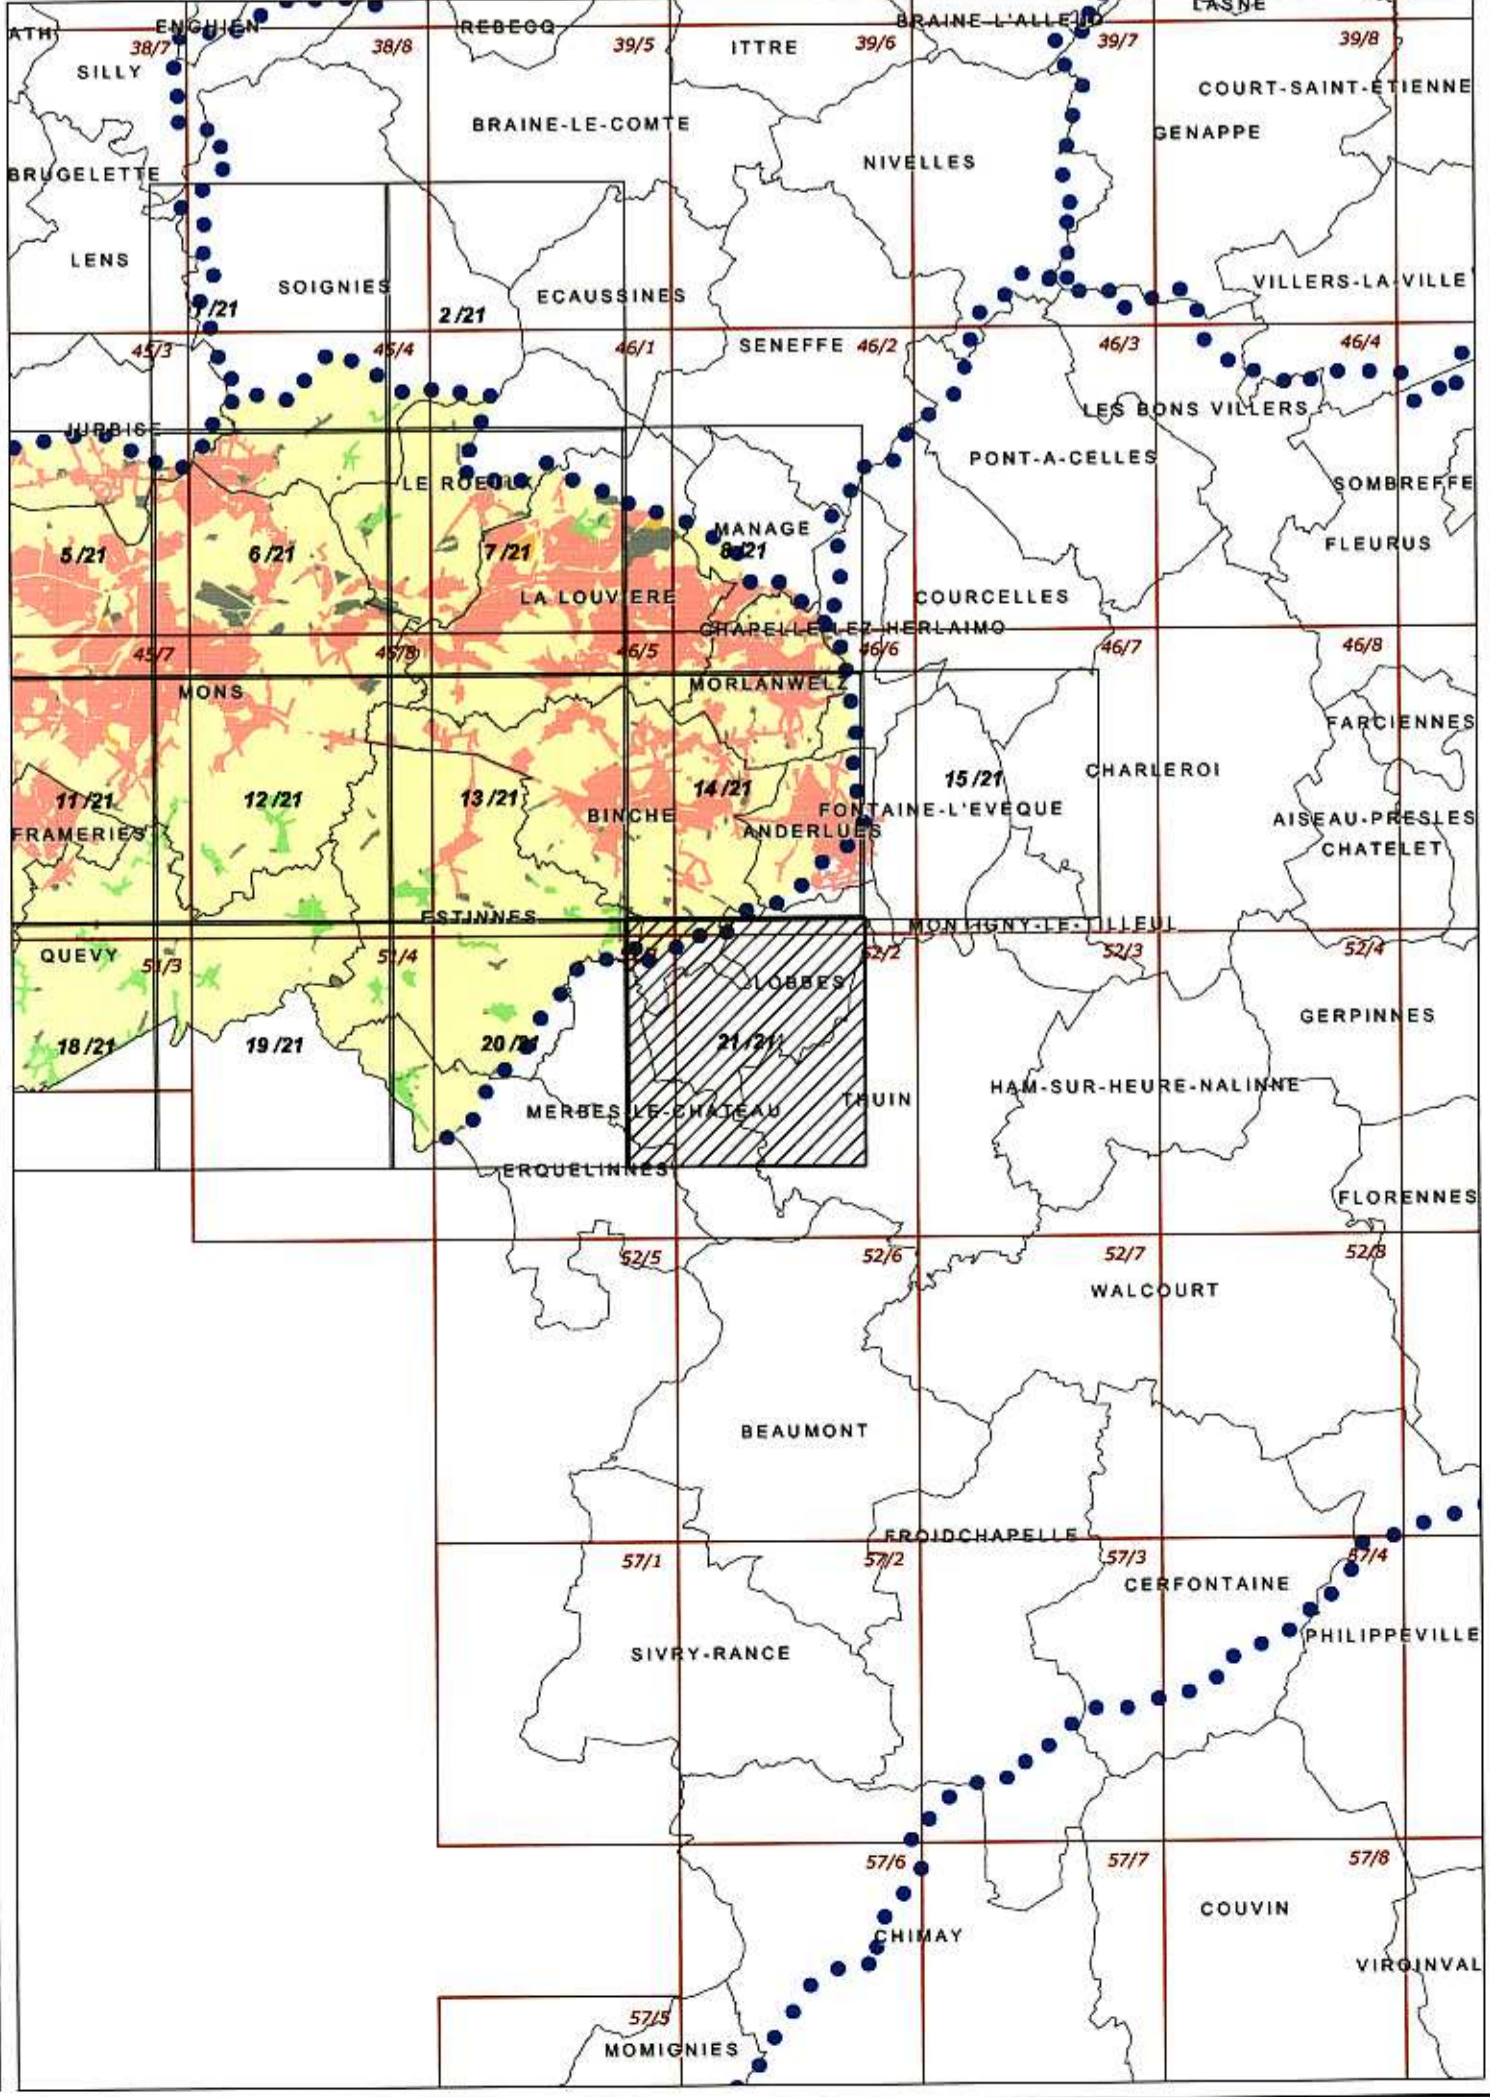 LASNE
ATH
ENGHIEN
REBECQ
BRAINE-L'ALLEUD
38/7
38/8
39/5
ITTRE
39/6
39/7
39/8
SILLY
COURT-SAINT-ETIENNE
BRAINE-LE-COMTE
GENAPPE
NIVELLES
BRUGELETTE
LENS
SOIGNIES
ECAUSSINES
VILLERS-LA-VILLE
1/21
2/21
45/3
45/4
46/1
SENEFFE
46/2
46/3
46/4
LES BONS VILLERS
JURBISE
PONT-A-CELLES
LE ROEULX
SOMBREFFE
MANAGE
5/21
6/21
7/21
8/21
FLEURUS
LA LOUVIERE
COURCELLES
CHAPELLE-LEZ-HERLAIMO
45/7
45/8
46/5
46/6
46/7
46/8
MONS
MORLANWELZ
FARCIENNES
CHARLEROI
15/21
14/21
11/21
12/21
13/21
BINCHE
FONTAINE-L'EVEQUE
AISEAU-PRESLES
FRAMERIES
ANDERLUES
CHATELET
ESTINNES
MONTIGNY-LE-TILLEUL
QUEVY
51/3
51/4
52/2
52/3
52/4
LOBBES
GERPINNES
18/21
19/21
20/21
21/21
HAM-SUR-HEURE-NALINNE
THUIN
MERBES-LE-CHATEAU
ERQUELINNES
FLORENNES
52/5
52/6
52/7
52/8
WALCOURT
BEAUMONT
FROIDCHAPELLE
57/1
57/2
57/3
57/4
CERFONTAINE
PHILIPPEVILLE
SIVRY-RANCE
57/6
57/7
57/8
COUVIN
CHIMAY
VIROINVAL
57/5
MOMIGNIES